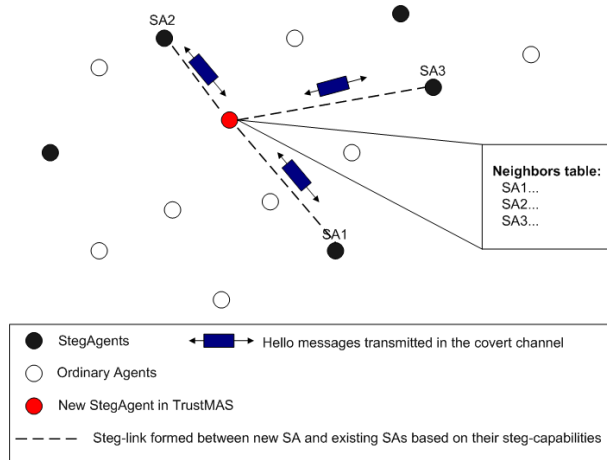 SA2
SA3
Neighbors table:
SA1...
SA2...
SA3...
SA1
StegAgents
Hello messages transmitted in the covert channel
Ordinary Agents
New StegAgent in TrustMAS
Steg-link formed between new SA and existing SAs based on their steg-capabilities